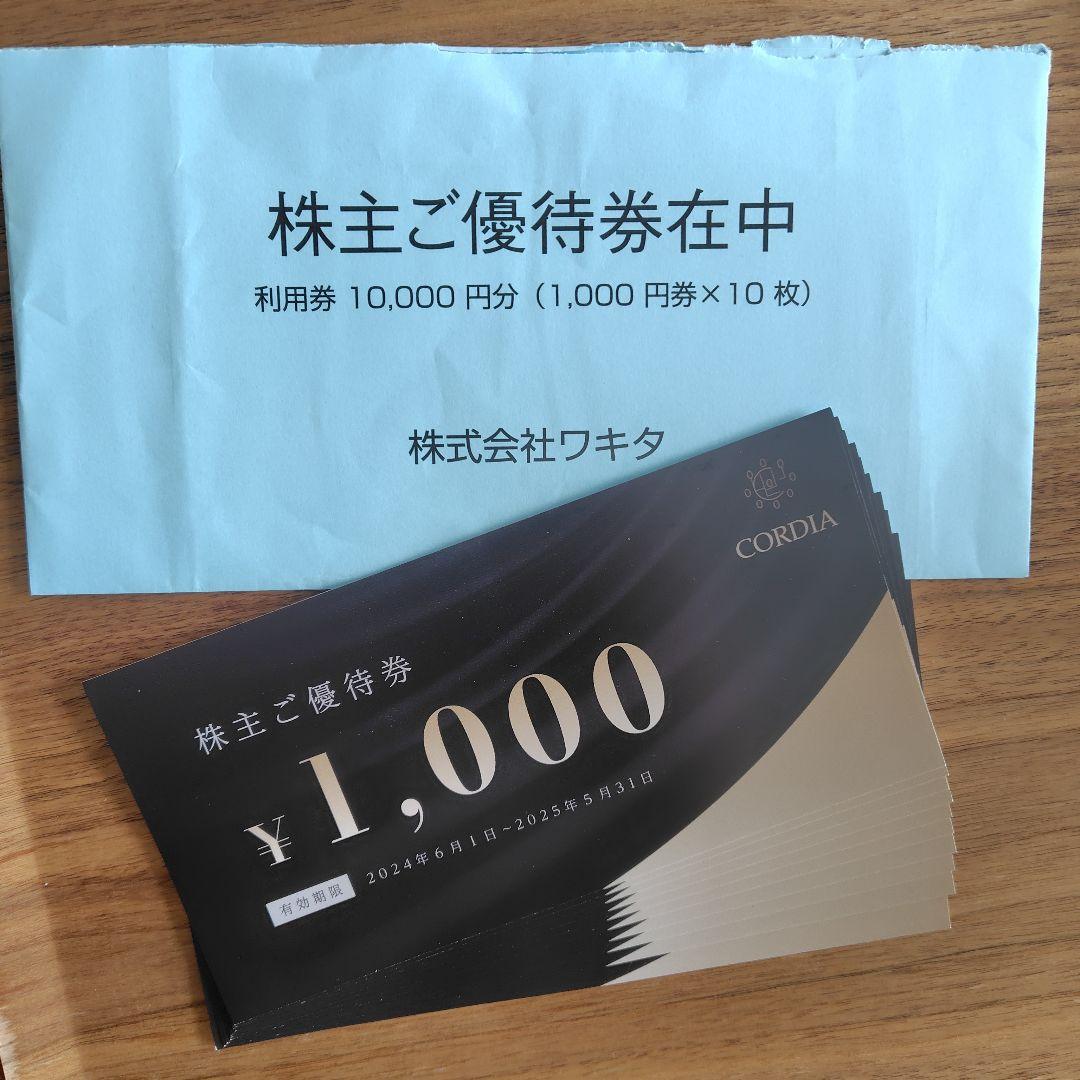 株主ご優待券在中
利用券 10,000 円分（1,000 円券×10 枚）
株式会社ワキタ
CORDIA
株主ご優待券
¥1,000
有効期限 2024年6月1日~2025年5月31日